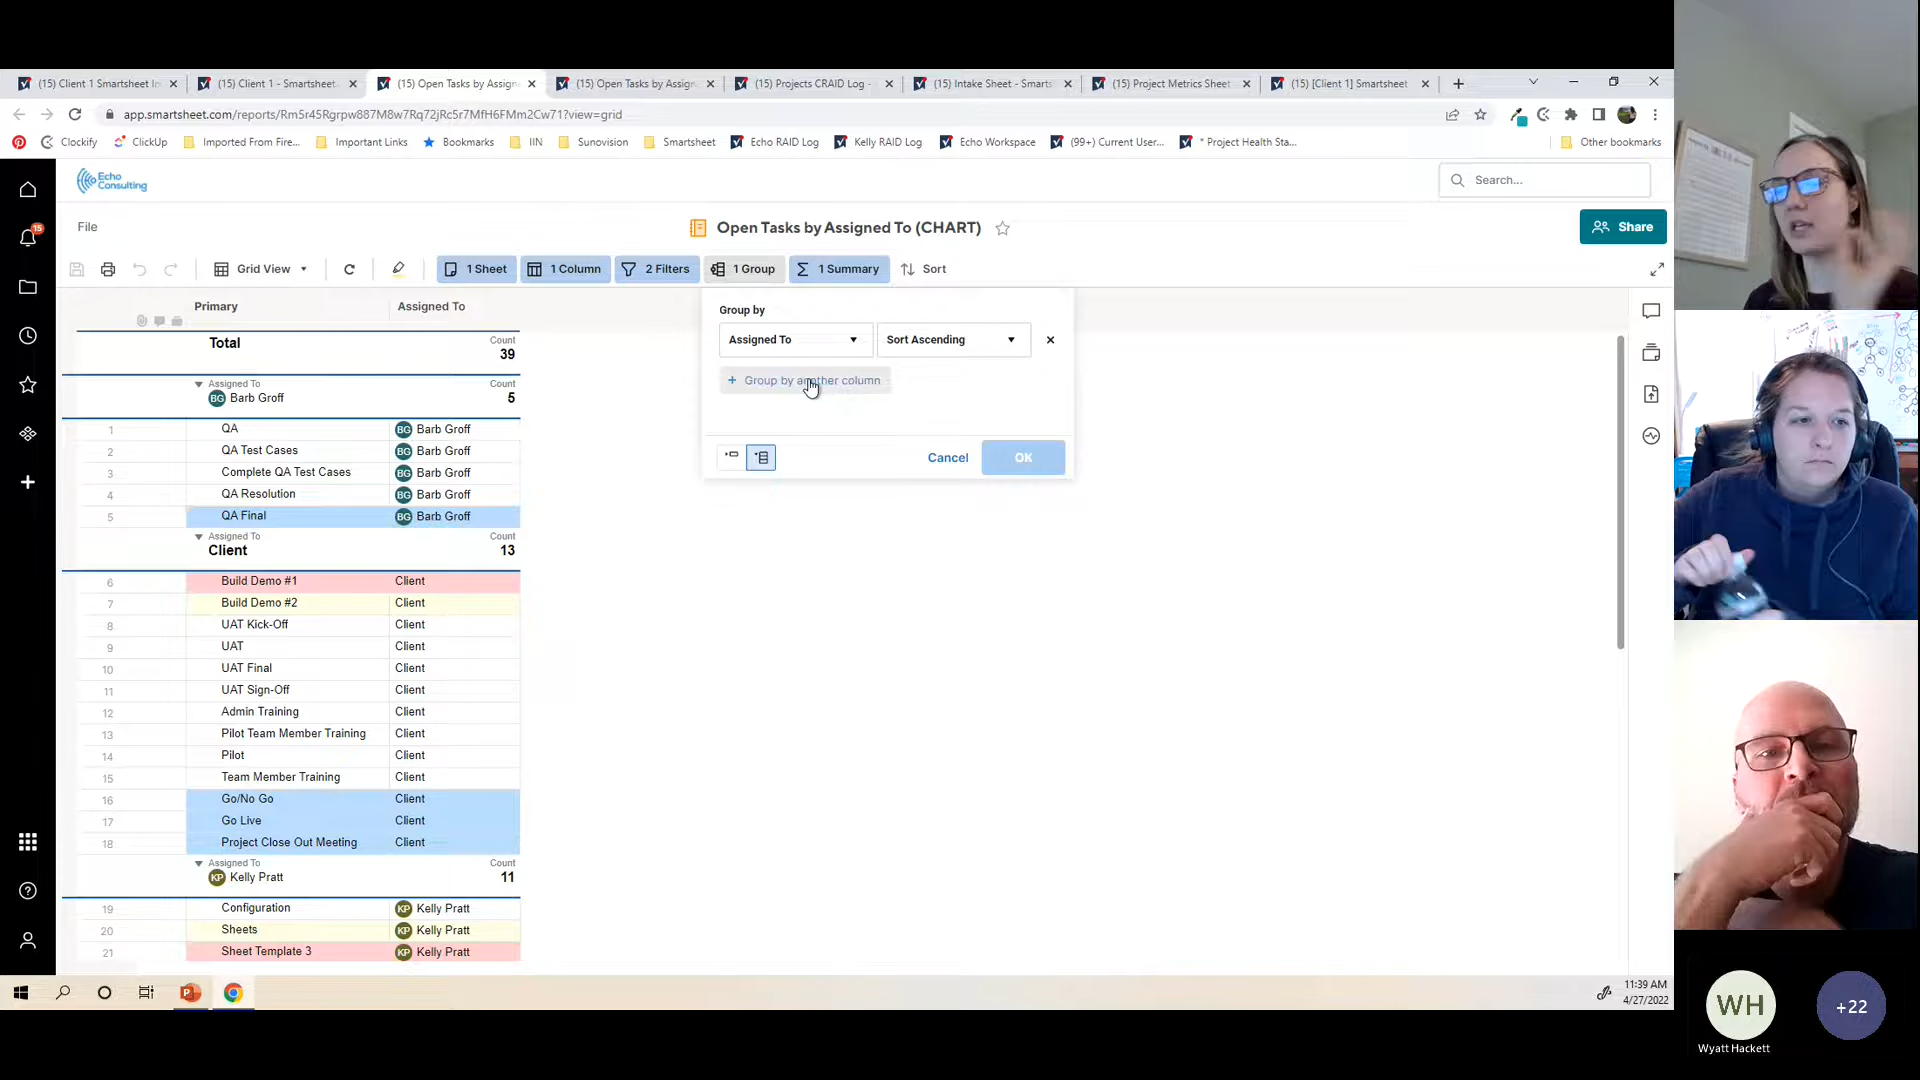 (15) Client 1 Smartsheet In
(15) Client 1 - Smartsheet.
(15) Open Tasks by Assign
(15) Open Tasks by Assign
(15) Projects CRAID Log -
(15) Intake Sheet - Smarts
(15) Project Metrics Sheet
(15) [Client 1] Smartsheet
app.smartsheet.com/reports/Rm5r45Rgrpw887M8w7Rq72jRc5r7MfH6FMm2Cw71?view=grid
Clockify
ClickUp
Imported From Fire...
Important Links
Bookmarks
IIN
Sunovision
Smartsheet
Echo RAID Log
Kelly RAID Log
Echo Workspace
(99+) Current User...
* Project Health Sta...
Other bookmarks
Echo
Consulting
Search...
15
File
Open Tasks by Assigned To (CHART)
Share
Grid View
1 Sheet
1 Column
2 Filters
1 Group
1 Summary
Sort
Primary
Assigned To
Group by
Assigned To
Sort Ascending
+ Group by another column
Cancel
OK
Total
Count
39
Assigned To
BG Barb Groff
Count
5
1 QA BG Barb Groff
2 QA Test Cases BG Barb Groff
3 Complete QA Test Cases BG Barb Groff
4 QA Resolution BG Barb Groff
5 QA Final BG Barb Groff
Assigned To
Client
Count
13
6 Build Demo #1 Client
7 Build Demo #2 Client
8 UAT Kick-Off Client
9 UAT Client
10 UAT Final Client
11 UAT Sign-Off Client
12 Admin Training Client
13 Pilot Team Member Training Client
14 Pilot Client
15 Team Member Training Client
16 Go/No Go Client
17 Go Live Client
18 Project Close Out Meeting Client
Assigned To
KP Kelly Pratt
Count
11
19 Configuration KP Kelly Pratt
20 Sheets KP Kelly Pratt
21 Sheet Template 3 KP Kelly Pratt
11:39 AM
4/27/2022
WH
Wyatt Hackett
+22